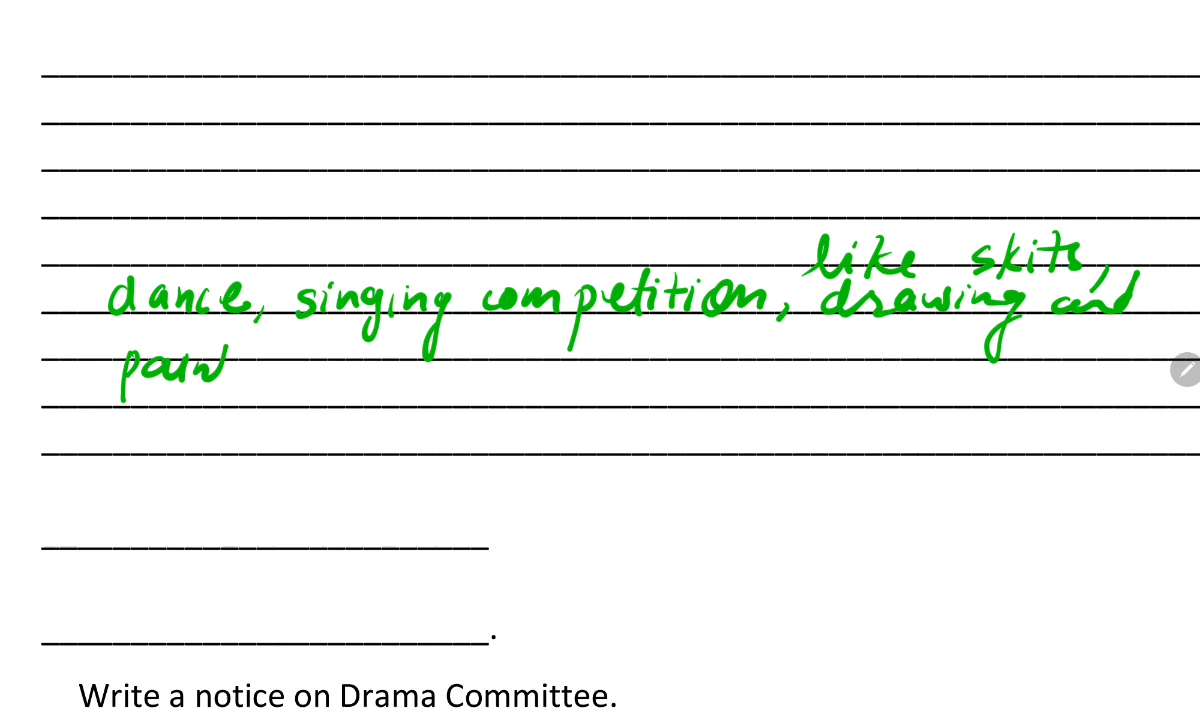 like skits,
dance, singing competition, drawing and
Write a notice on Drama Committee.